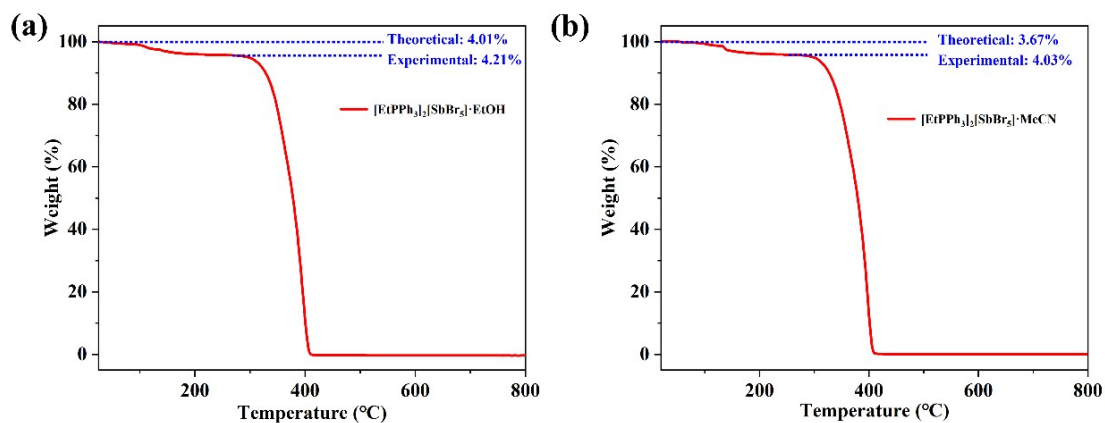 (a)
100
80
60
40
20
0
Weight (%)
Theoretical: 4.01%
Experimental: 4.21%
[EtPPh₃]₂[SbBr₅]·EtOH
200
400
600
800
Temperature (℃)
(b)
100
80
60
40
20
0
Weight (%)
Theoretical: 3.67%
Experimental: 4.03%
[EtPPh₃]₂[SbBr₅]·MeCN
200
400
600
800
Temperature (℃)